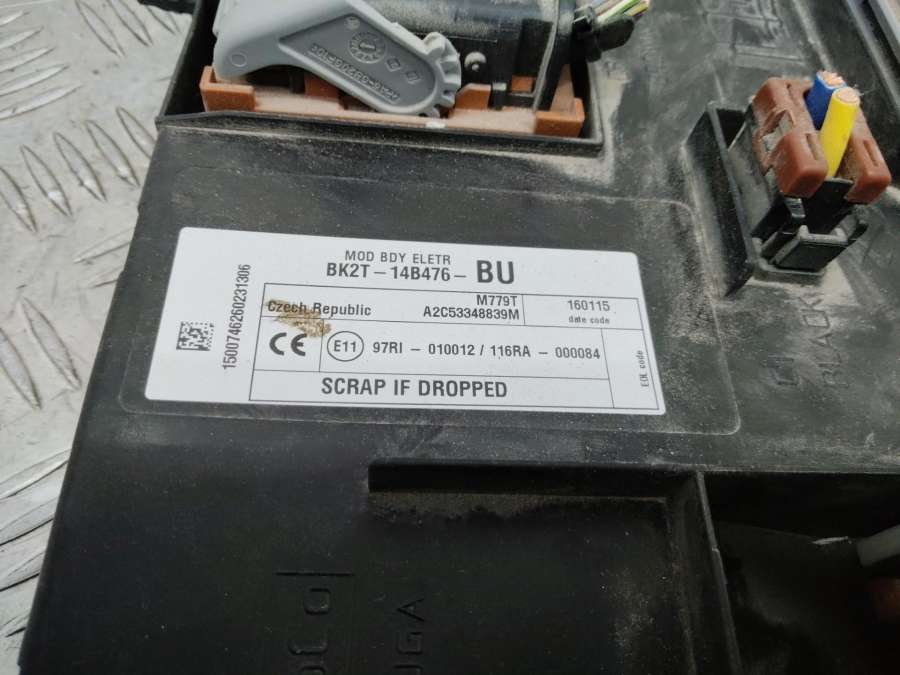 MOD BDY ELETR
BK2T-14B476-BU
Czech Republic
M779T
A2C53348839M
160115
date code
CE
E11
97RI - 010012 / 116RA - 000084
SCRAP IF DROPPED
EOL code
1500746260231306